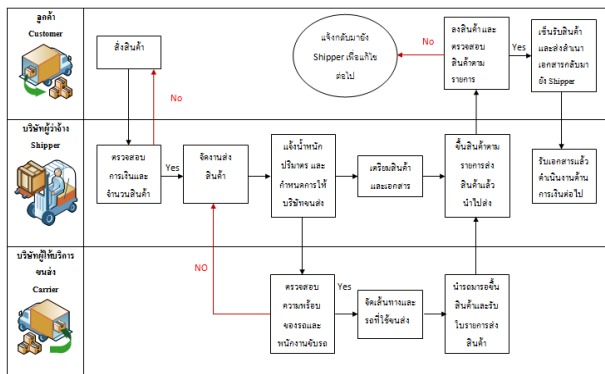 ลูกค้า
Customer
สั่งสินค้า
No
แจ้งกลับมายัง
Shipper เพื่อแก้ไข
ต่อไป
No
ลงสินค้า และ
ตรวจสอบ
สินค้าตาม
รายการ
Yes
เซ็นรับสินค้า
และส่งสำเนา
เอกสารกลับมา
ยัง Shipper
บริษัทผู้ว่าจ้าง
Shipper
ตรวจสอบ
การเงินและ
จำนวนสินค้า
Yes
จัดงานส่ง
สินค้า
แจ้งน้ำหนัก
ปริมาตร และ
กำหนดการให้
บริษัทขนส่ง
เตรียมสินค้า
และเอกสาร
ขึ้นสินค้าตาม
รายการส่ง
สินค้าแล้ว
นำไปส่ง
รับเอกสารแล้ว
ดำเนินงานด้าน
การเงินต่อไป
บริษัทผู้ให้บริการ
ขนส่ง
Carrier
NO
ตรวจสอบ
ความพร้อม
ของรถและ
พนักงานขับรถ
Yes
จัดเส้นทางและ
รถที่ใช้ขนส่ง
นำรถมารอขึ้น
สินค้าและรับ
ใบรายการส่ง
สินค้า